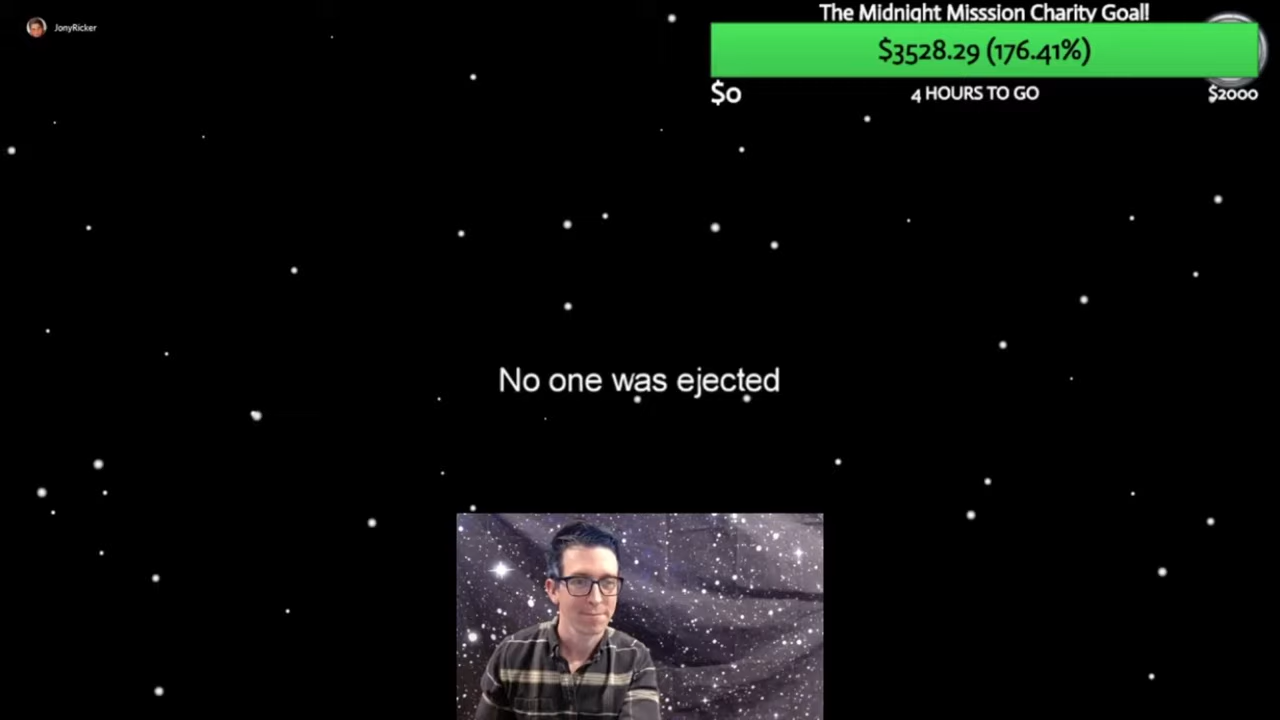 JonyRicker
The Midnight Misssion Charity Goal!
$3528.29 (176.41%)
$0
4 HOURS TO GO
$2000
No one was ejected